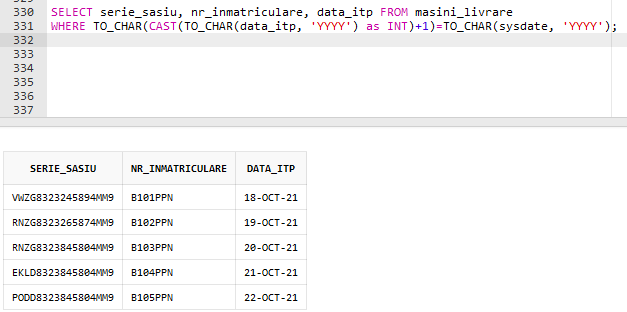 330 SELECT serie_sasiu, nr_inmatriculare, data_itp FROM masini_livrare
331 WHERE TO_CHAR(CAST(TO_CHAR(data_itp, 'YYYY') as INT)+1)=TO_CHAR(sysdate, 'YYYY');
332
333
334
335
336
337
SERIE_SASIU NR_INMATRICULARE DATA_ITP
VWZG8323245894MM9 B101PPN 18-OCT-21
RNZG8323265874MM9 B102PPN 19-OCT-21
RNZG8323845804MM9 B103PPN 20-OCT-21
EKLD8323845804MM9 B104PPN 21-OCT-21
PODD8323845804MM9 B105PPN 22-OCT-21